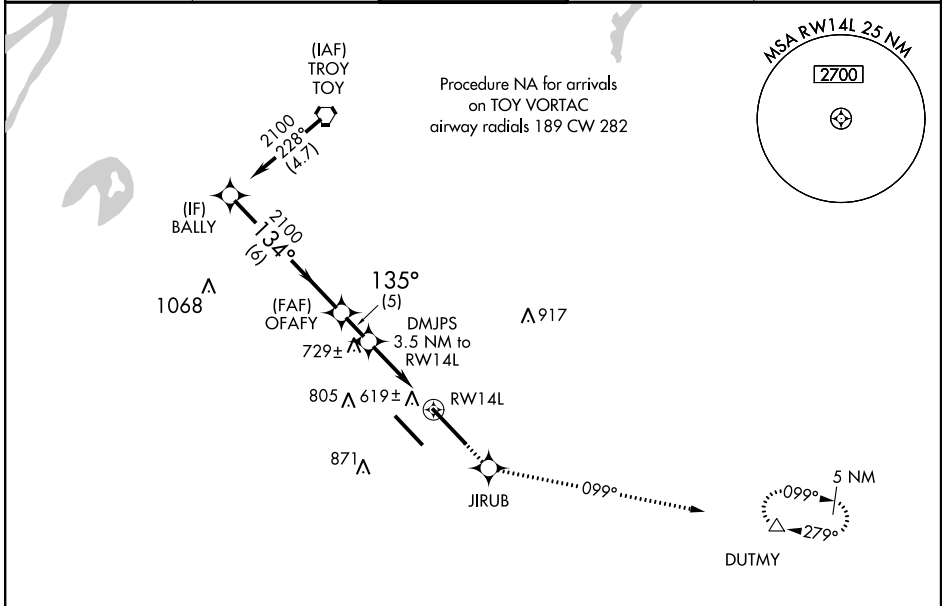 MSA RW14L 25 NM
2700
(IAF)
TROY
TOY
Procedure NA for arrivals
on TOY VORTAC
airway radials 189 CW 282
2100
228°
(4.7)
(IF)
BALLY
2100
134°
(6)
1068
135°
(5)
(FAF)
OFAFY
DMJPS
3.5 NM to
RW14L
917
729±
805
619±
RW14L
871
JIRUB
099°
5 NM
099°
279°
DUTMY